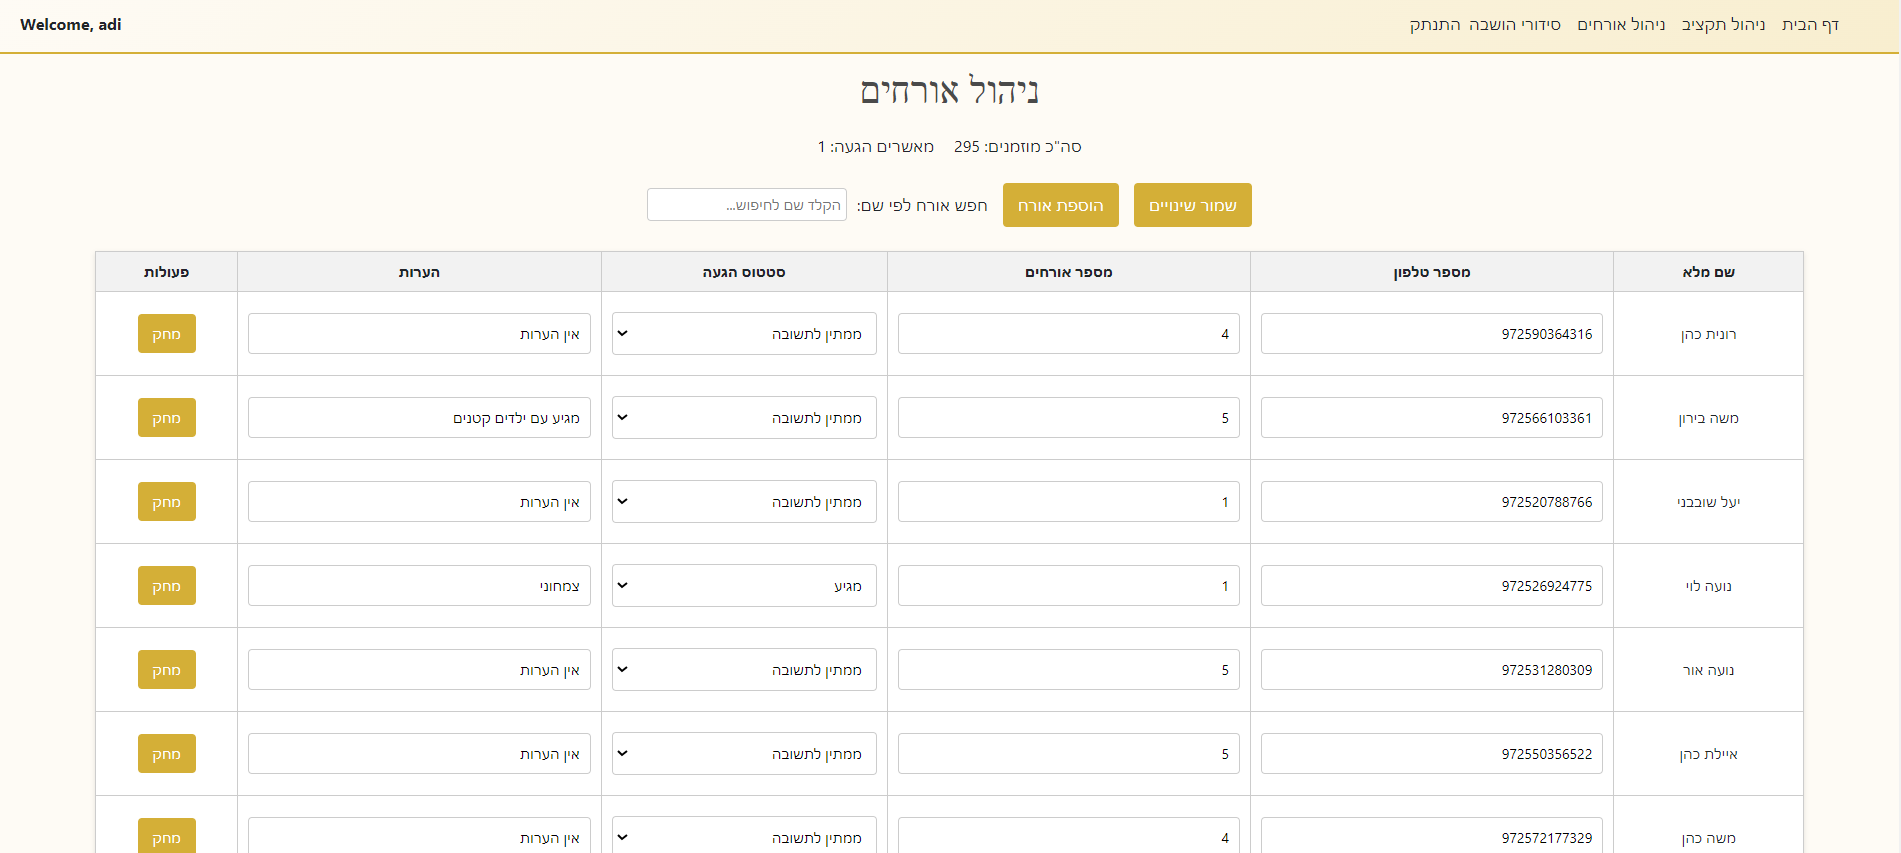 דף הבית ניהול תקציב ניהול אורחים סידורי הושבה התנתק
Welcome, adi
ניהול אורחים
סה"כ מוזמנים: 295 מאשרים הגעה: 1
שמור שינויים הוספת אורח חפש אורח לפי שם: הקלד שם לחיפוש...
שם מלא מספר טלפון מספר אורחים סטטוס הגעה הערות פעולות
רונית כהן 972590364316 4 ממתין לתשובה אין הערות מחק
משה בירון 972566103361 5 ממתין לתשובה מגיע עם ילדים קטנים מחק
יעל שובבני 972520788766 1 ממתין לתשובה אין הערות מחק
נועה לוי 972526924775 1 מגיע צמחוני מחק
נועה אור 972531280309 5 ממתין לתשובה אין הערות מחק
איילת כהן 972550356522 5 ממתין לתשובה אין הערות מחק
משה כהן 972572177329 4 ממתין לתשובה אין הערות מחק